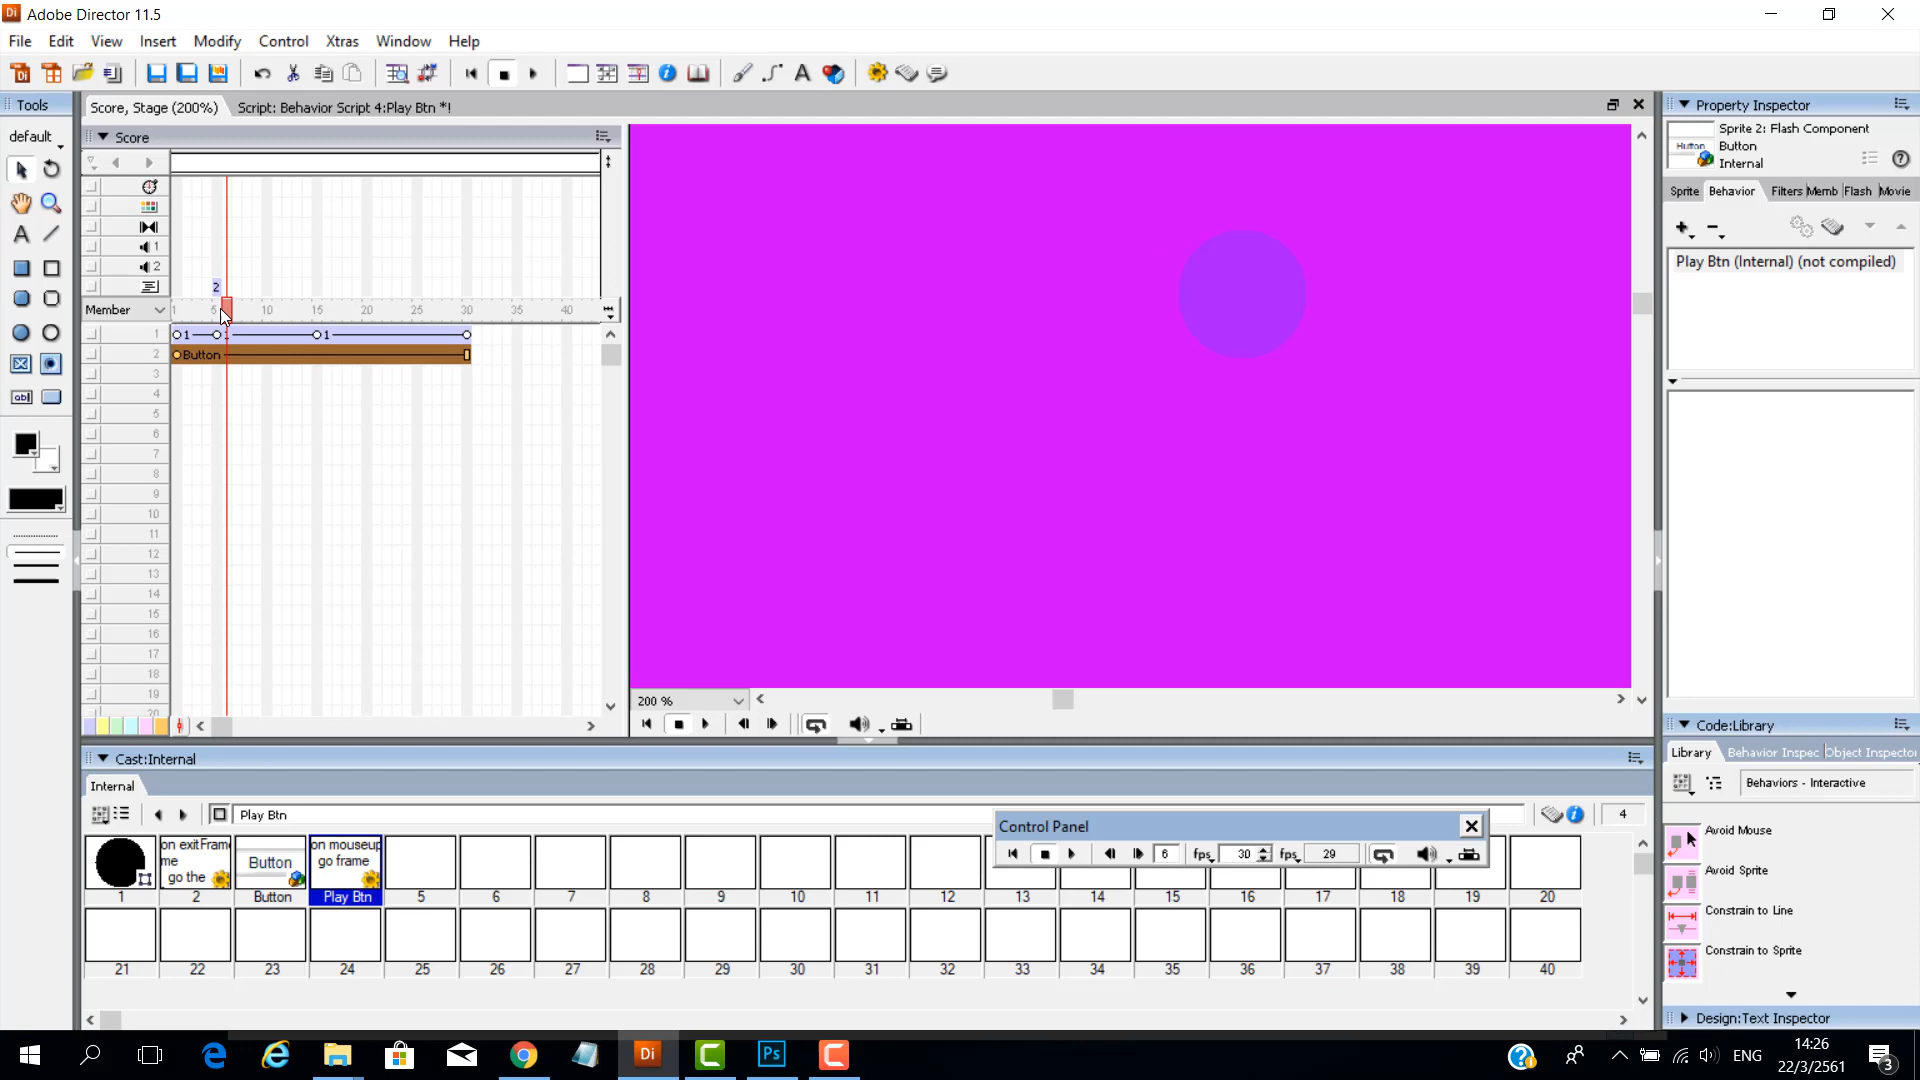 Adobe Director 11.5
File Edit View Insert Modify Control Xtras Window Help
Tools
default
Score, Stage (200%) Script: Behavior Script 4:Play Btn *!
Score
1
2
2
Member 1 5 10 15 20 25 30 35 40
1 1 1 1
2 Button
3
4
5
6
7
8
9
10
11
12
13
14
15
16
17
18
19
20
200 %
Property Inspector
Sprite 2: Flash Component
Button
Internal
Button
Sprite Behavior Filters Memb Flash Movie
Play Btn (Internal) (not compiled)
Code:Library
Library Behavior Inspec Object Inspector
Behaviors - Interactive
Avoid Mouse
Avoid Sprite
Constrain to Line
Constrain to Sprite
Design:Text Inspector
Cast:Internal
Internal
Play Btn 4
Control Panel
6 fps 30 fps 29
on exitFrame
me
go the
Button
on mouseup
go frame
1 2 Button Play Btn 5 6 7 8 9 10 11 12 13 14 15 16 17 18 19 20
21 22 23 24 25 26 27 28 29 30 31 32 33 34 35 36 37 38 39 40
Di Ps
ENG
14:26
22/3/2561
3